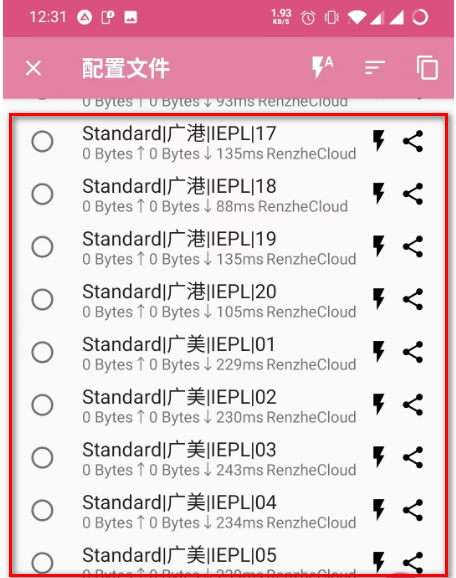 12:31
1.93
KB/S
配置文件
A
0 Bytes ↑ 0 Bytes ↓ 93ms RenzheCloud
Standard|广港|IEPL|17
0 Bytes ↑ 0 Bytes ↓ 135ms RenzheCloud
Standard|广港|IEPL|18
0 Bytes ↑ 0 Bytes ↓ 88ms RenzheCloud
Standard|广港|IEPL|19
0 Bytes ↑ 0 Bytes ↓ 135ms RenzheCloud
Standard|广港|IEPL|20
0 Bytes ↑ 0 Bytes ↓ 105ms RenzheCloud
Standard|广美|IEPL|01
0 Bytes ↑ 0 Bytes ↓ 229ms RenzheCloud
Standard|广美|IEPL|02
0 Bytes ↑ 0 Bytes ↓ 230ms RenzheCloud
Standard|广美|IEPL|03
0 Bytes ↑ 0 Bytes ↓ 243ms RenzheCloud
Standard|广美|IEPL|04
0 Bytes ↑ 0 Bytes ↓ 234ms RenzheCloud
Standard|广美|IEPL|05